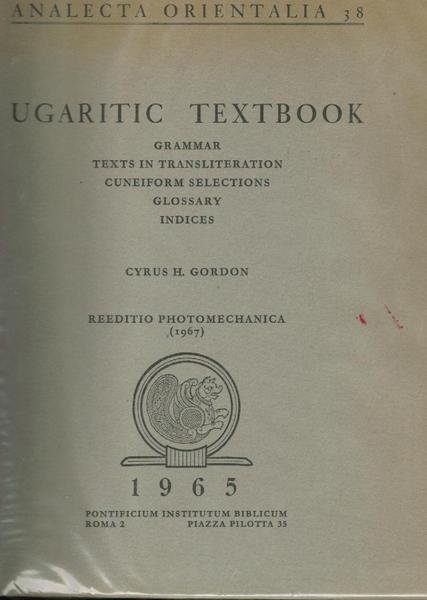 ANALECTA ORIENTALIA 38
UGARITIC TEXTBOOK
GRAMMAR
TEXTS IN TRANSLITERATION
CUNEIFORM SELECTIONS
GLOSSARY
INDICES
CYRUS H. GORDON
REEDITIO PHOTOMECHANICA
(1967)
1965
PONTIFICIUM INSTITUTUM BIBLICUM
ROMA 2 PIAZZA PILOTTA 35